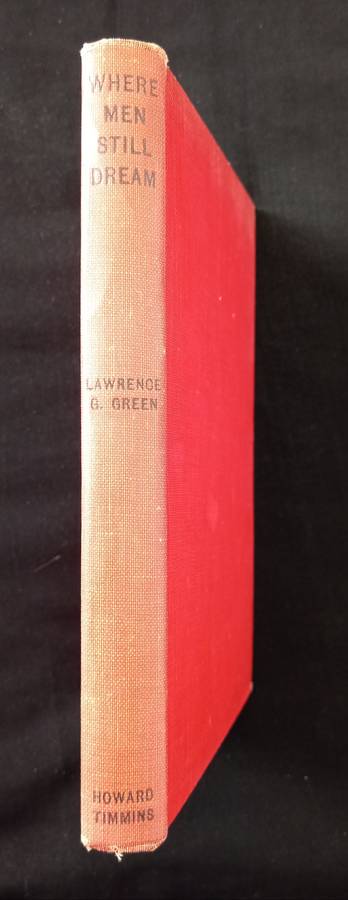 WHERE
MEN
STILL
DREAM
LAWRENCE
G. GREEN
HOWARD
TIMMINS